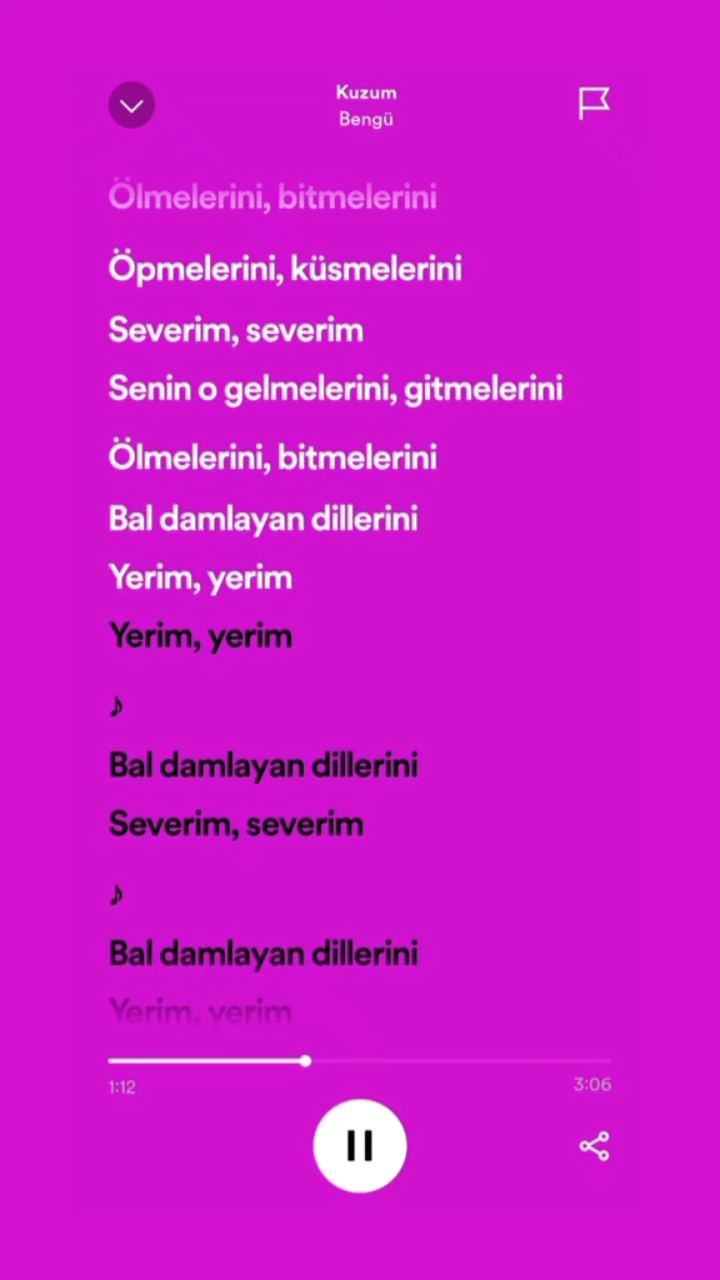 Kuzum
Bengü
Ölmelerini, bitmelerini
Öpmelerini, küsmelerini
Severim, severim
Senin o gelmelerini, gitmelerini
Ölmelerini, bitmelerini
Bal damlayan dillerini
Yerim, yerim
Yerim, yerim
♪
Bal damlayan dillerini
Severim, severim
♪
Bal damlayan dillerini
Yerim, yerim
1:12
3:06